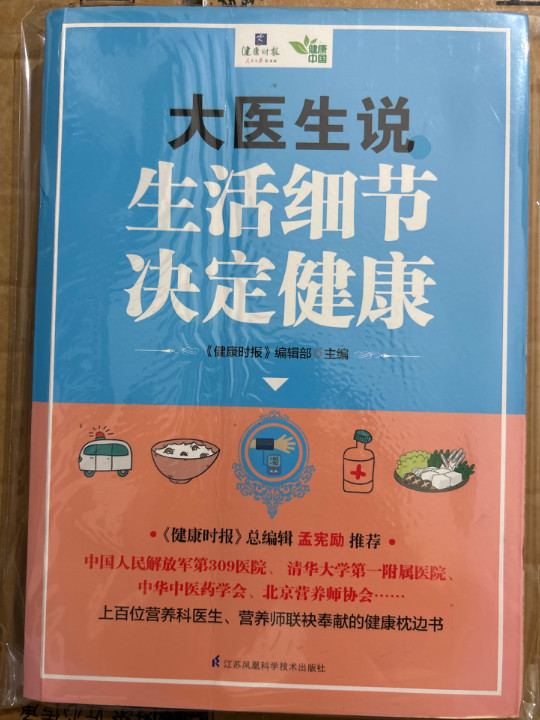 健康时报
健康
中国
大医生说
生活细节
决定健康
《健康时报》编辑部 主编
•《健康时报》总编辑 孟宪励 推荐•
中国人民解放军第309医院、清华大学第一附属医院、
中华中医药学会、北京营养师协会……
上百位营养科医生、营养师联袂奉献的健康枕边书
江苏凤凰科学技术出版社